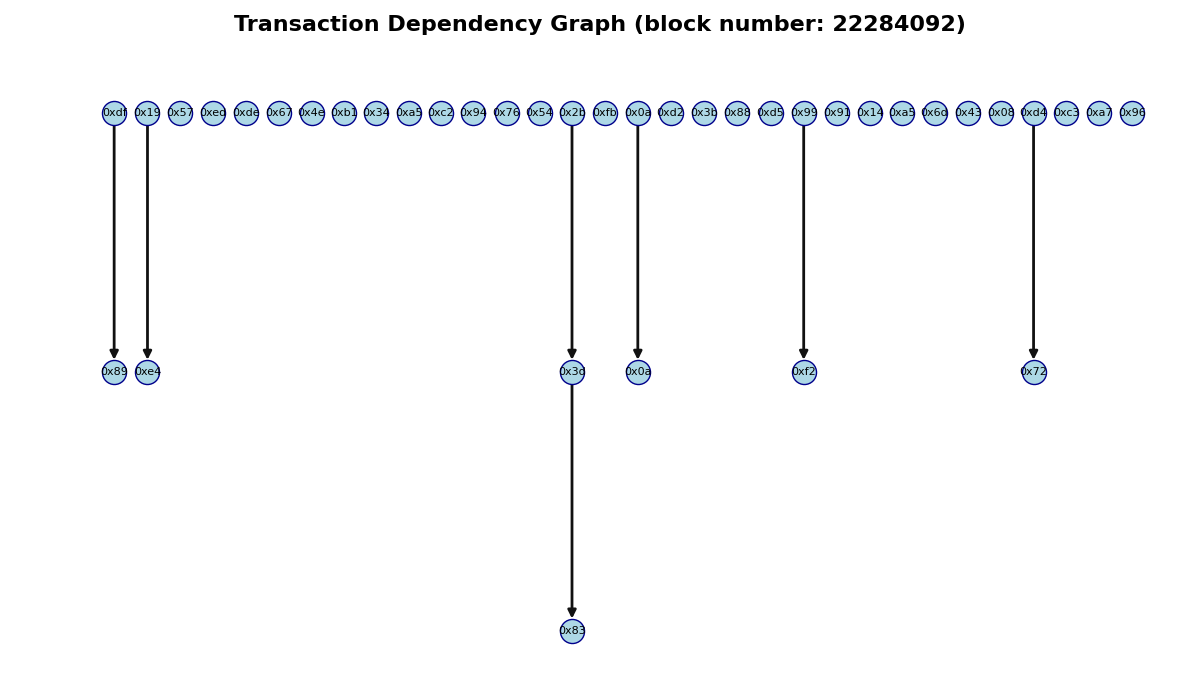 Transaction Dependency Graph (block number: 22284092)
0xdf 0x19 0x57 0xed 0xde 0x67 0x4e 0xb1 0x34 0xa5 0xc2 0x94 0x76 0x54 0x2b 0xfb 0x0a 0xd2 0x3b 0x88 0xd5 0x99 0x91 0x14 0xa5 0x6d 0x43 0x08 0xd4 0xc3 0xa7 0x96
0x89 0xe4 0x3d 0x0a 0xf2 0x72
0x83